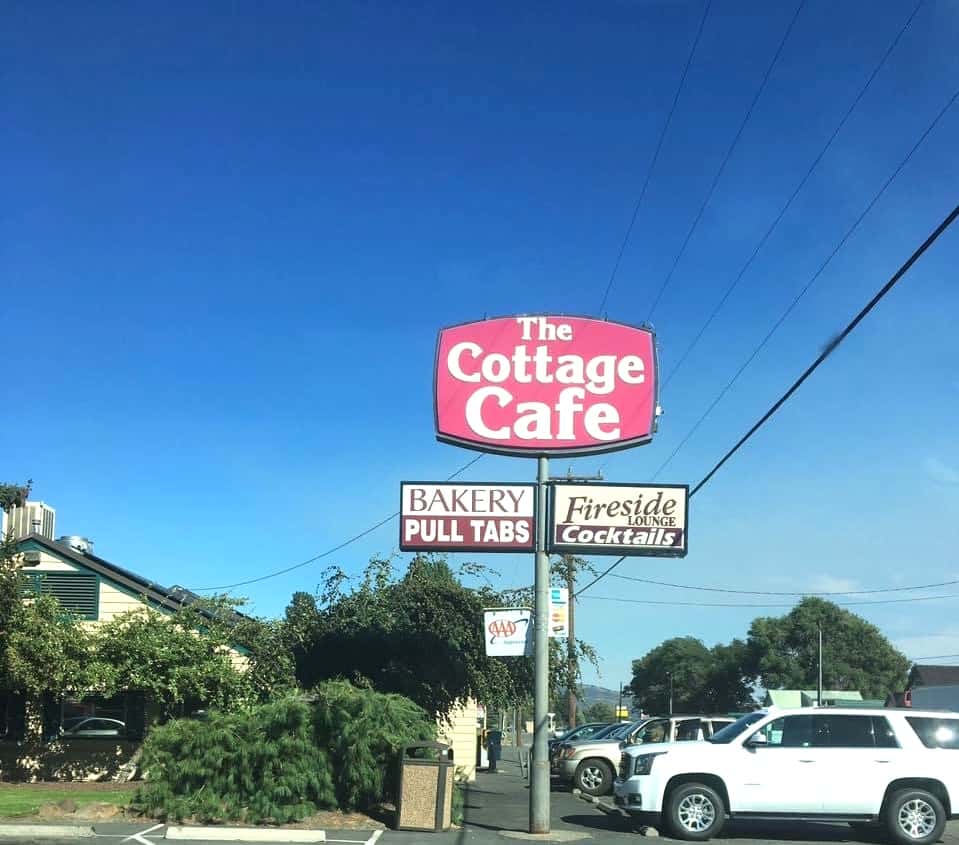 The
Cottage
Cafe
BAKERY
PULL TABS
Fireside
LOUNGE
Cocktails
AAA